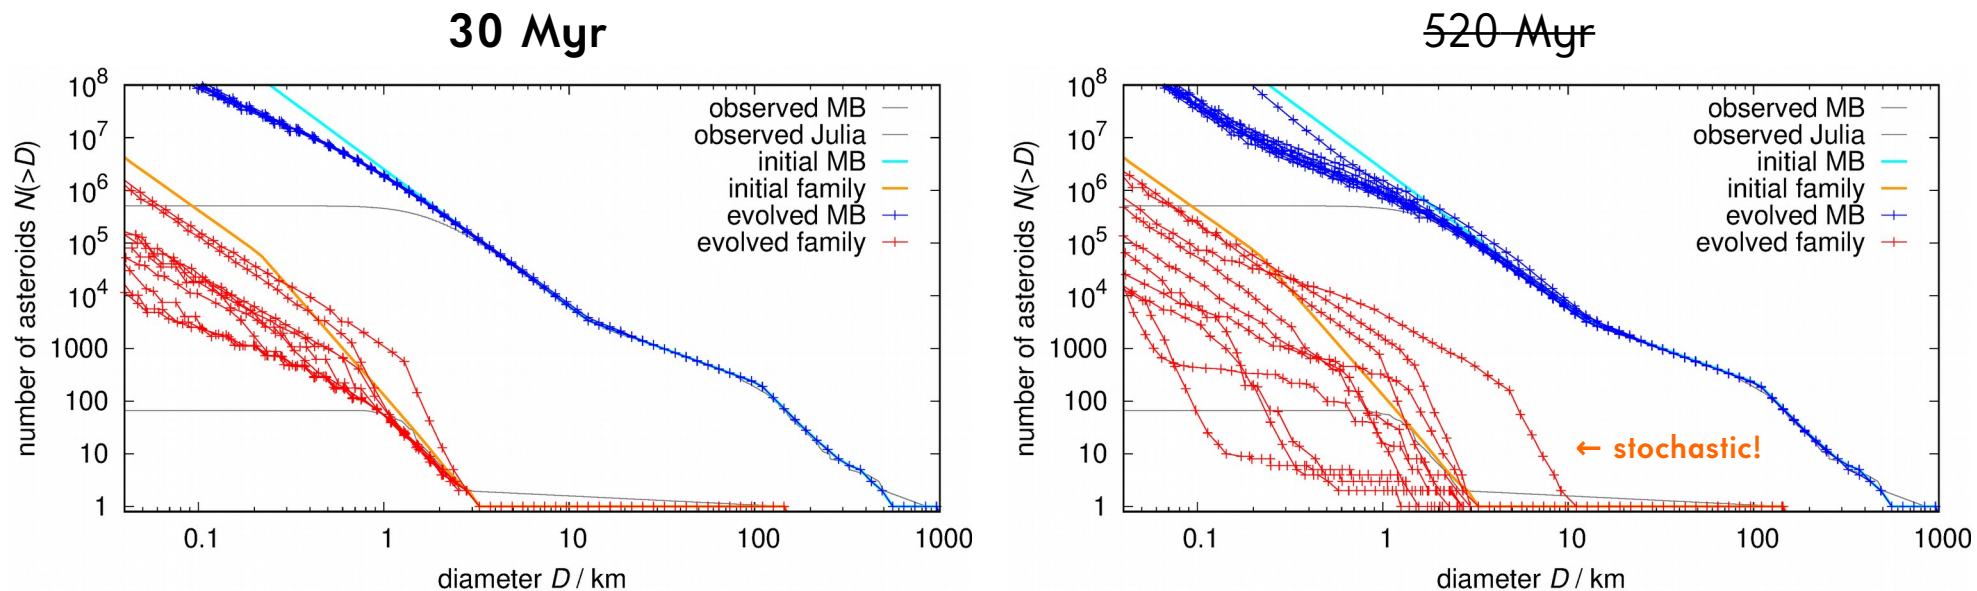 30 Myr
10^8
10^7
10^6
10^5
10^4
1000
100
10
1
number of asteroids N(>D)
observed MB
observed Julia
initial MB
initial family
evolved MB
evolved family
0.1
1
10
100
1000
diameter D / km
520 Myr
10^8
10^7
10^6
10^5
10^4
1000
100
10
1
number of asteroids N(>D)
observed MB
observed Julia
initial MB
initial family
evolved MB
evolved family
← stochastic!
0.1
1
10
100
1000
diameter D / km